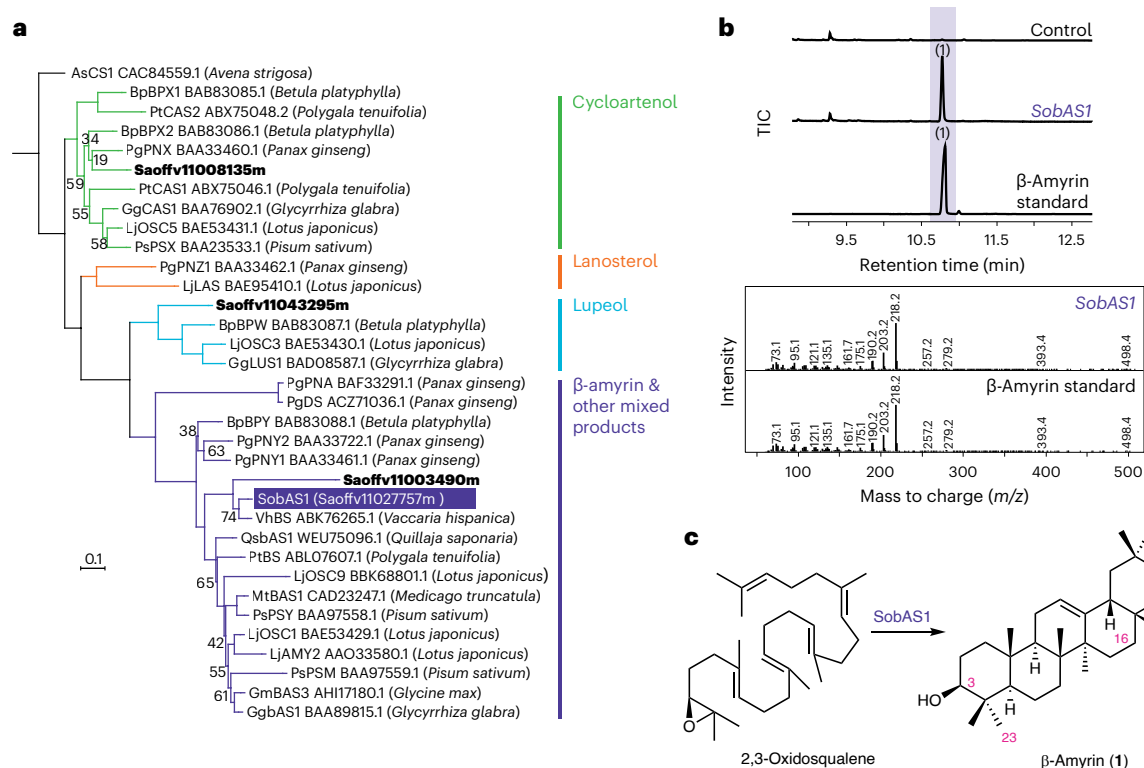 a
AsCS1 CAC84559.1 (Avena strigosa)
BpBPX1 BAB83085.1 (Betula platyphylla)
PtCAS2 ABX75048.2 (Polygala tenuifolia)
BpBPX2 BAB83086.1 (Betula platyphylla)
34
PgPNX BAA33460.1 (Panax ginseng)
19
Saoffv11008135m
59
PtCAS1 ABX75046.1 (Polygala tenuifolia)
GgCAS1 BAA76902.1 (Glycyrrhiza glabra)
55
LjOSC5 BAE53431.1 (Lotus japonicus)
58
PsPSX BAA23533.1 (Pisum sativum)
PgPNZ1 BAA33462.1 (Panax ginseng)
LjLAS BAE95410.1 (Lotus japonicus)
Saoffv11043295m
BpBPW BAB83087.1 (Betula platyphylla)
LjOSC3 BAE53430.1 (Lotus japonicus)
GgLUS1 BAD08587.1 (Glycyrrhiza glabra)
PgPNA BAF33291.1 (Panax ginseng)
PgDS ACZ71036.1 (Panax ginseng)
BpBPY BAB83088.1 (Betula platyphylla)
38
PgPNY2 BAA33722.1 (Panax ginseng)
63
PgPNY1 BAA33461.1 (Panax ginseng)
Saoffv11003490m
SobAS1 (Saoffv11027757m )
74
VhBS ABK76265.1 (Vaccaria hispanica)
QsbAS1 WEU75096.1 (Quillaja saponaria)
PtBS ABL07607.1 (Polygala tenuifolia)
65
LjOSC9 BBK68801.1 (Lotus japonicus)
MtBAS1 CAD23247.1 (Medicago truncatula)
PsPSY BAA97558.1 (Pisum sativum)
LjOSC1 BAE53429.1 (Lotus japonicus)
42
LjAMY2 AAO33580.1 (Lotus japonicus)
55
PsPSM BAA97559.1 (Pisum sativum)
61
GmBAS3 AHI17180.1 (Glycine max)
GgbAS1 BAA89815.1 (Glycyrrhiza glabra)
0.1
Cycloartenol
Lanosterol
Lupeol
β-amyrin &
other mixed
products
b
Control
(1)
SobAS1
(1)
β-Amyrin
standard
TIC
9.5 10.5 11.5 12.5
Retention time (min)
SobAS1
73.1 95.1 121.1 135.1 161.7 175.1 190.2 203.2 218.2 257.2 279.2 393.4 498.4
β-Amyrin standard
73.1 95.1 121.1 135.1 161.7 175.1 190.2 203.2 218.2 257.2 279.2 393.4 498.4
Intensity
100 200 300 400 500
Mass to charge (m/z)
c
SobAS1
O
2,3-Oxidosqualene
H
16
H
3
HO
H
23
β-Amyrin (1)